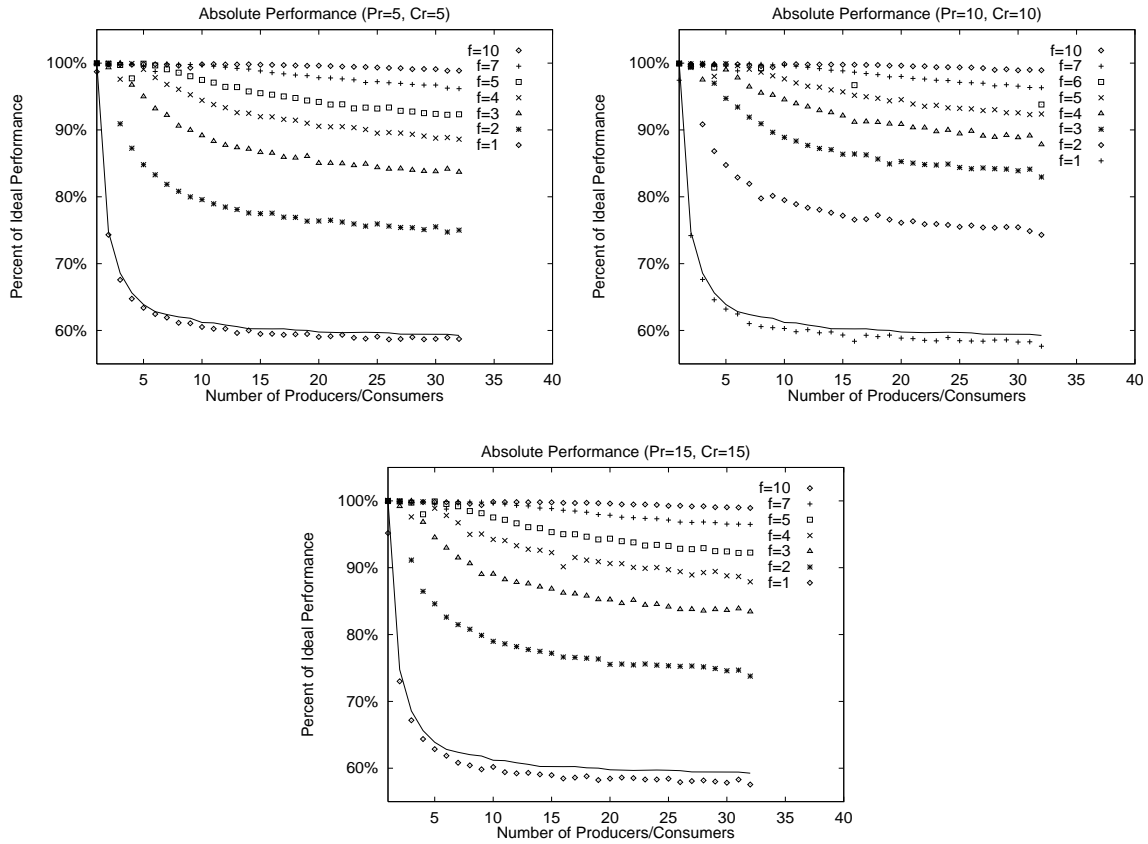 Absolute Performance (Pr=5, Cr=5)
100%
90%
80%
70%
60%
Percent of Ideal Performance
5
10
15
20
25
30
35
40
Number of Producers/Consumers
f=10
f=7
f=5
f=4
f=3
f=2
f=1
Absolute Performance (Pr=10, Cr=10)
100%
90%
80%
70%
60%
Percent of Ideal Performance
5
10
15
20
25
30
35
40
Number of Producers/Consumers
f=10
f=7
f=6
f=5
f=4
f=3
f=2
f=1
Absolute Performance (Pr=15, Cr=15)
100%
90%
80%
70%
60%
Percent of Ideal Performance
5
10
15
20
25
30
35
40
Number of Producers/Consumers
f=10
f=7
f=5
f=4
f=3
f=2
f=1